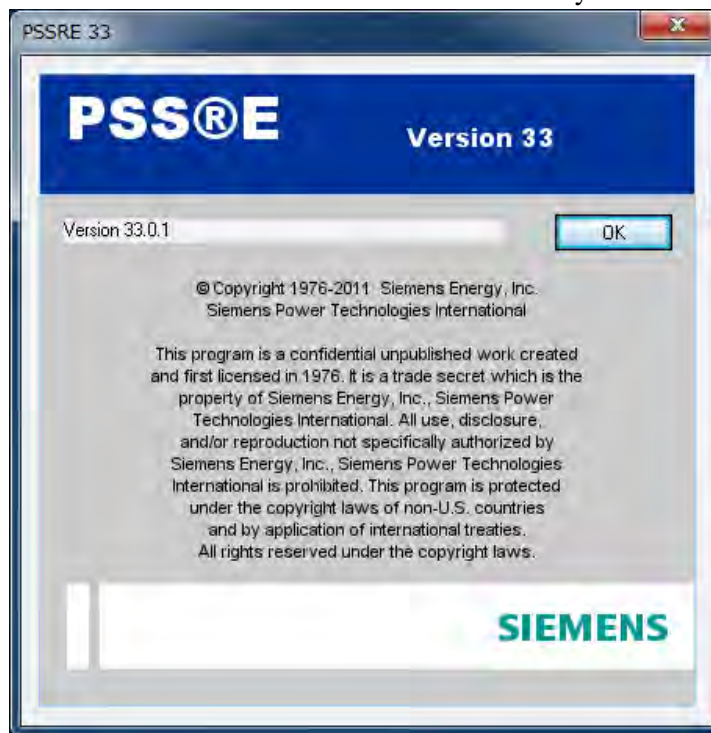 PSSRE 33
PSS®E
Version 33
Version 33.0.1
OK
© Copyright 1976-2011 Siemens Energy, Inc.
Siemens Power Technologies International
This program is a confidential unpublished work created
and first licensed in 1976. It is a trade secret which is the
property of Siemens Energy, Inc., Siemens Power
Technologies International. All use, disclosure,
and/or reproduction not specifically authorized by
Siemens Energy, Inc., Siemens Power Technologies
International is prohibited. This program is protected
under the copyright laws of non-U.S. countries
and by application of international treaties.
All rights reserved under the copyright laws.
SIEMENS